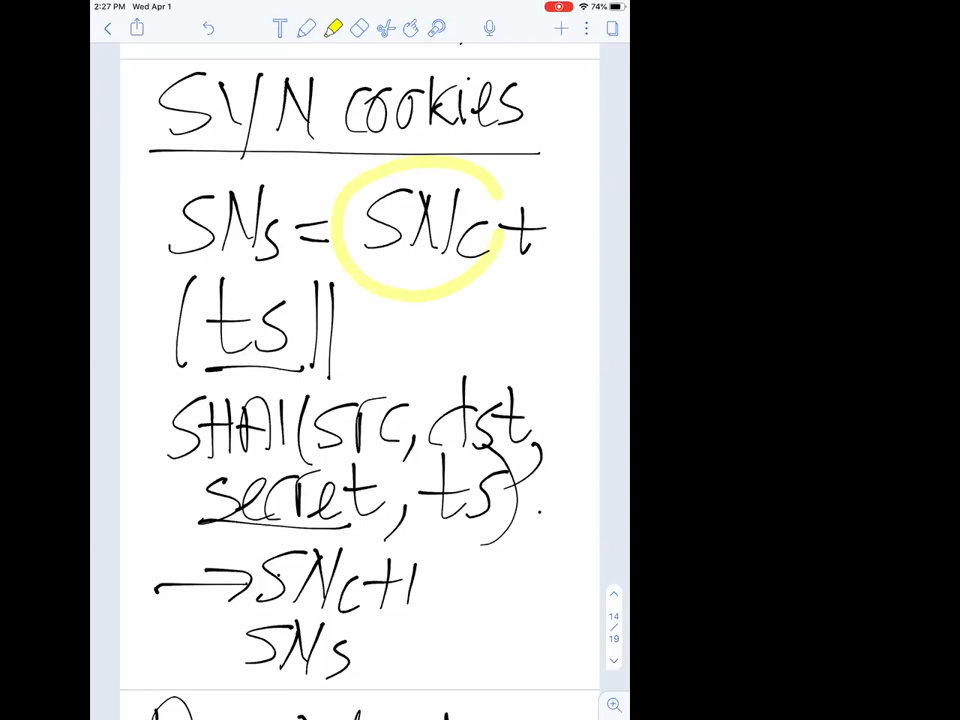 2:27 PM Wed Apr 1 74%
SYN cookies
SNs = SNc +
(ts ||
SHA1(src, dst,
secret, ts).
→ SNc+1
SNs
14
/
19